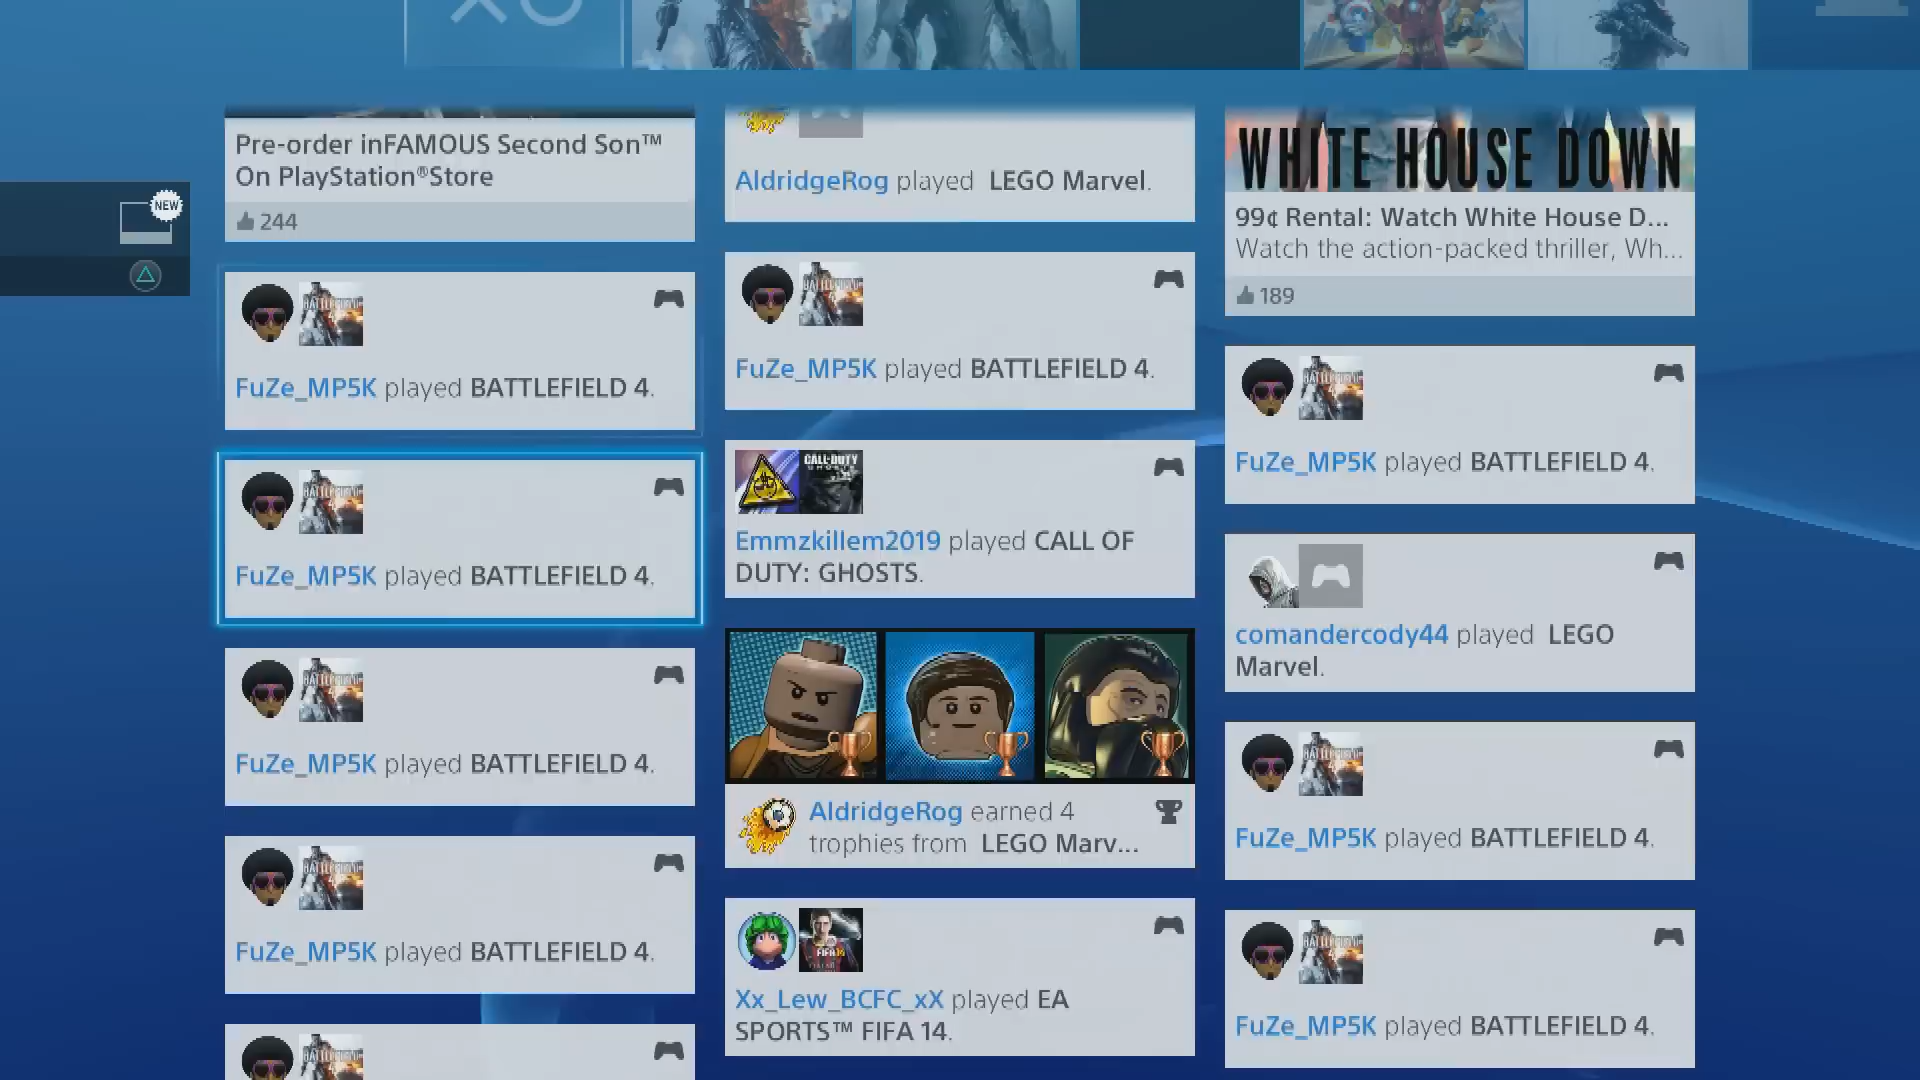 Pre-order inFAMOUS Second Son™
On PlayStation®Store
244
NEW
FuZe_MP5K played BATTLEFIELD 4.
FuZe_MP5K played BATTLEFIELD 4.
FuZe_MP5K played BATTLEFIELD 4.
FuZe_MP5K played BATTLEFIELD 4.
AldridgeRog played LEGO Marvel.
FuZe_MP5K played BATTLEFIELD 4.
CALL·DUTY
GHOSTS
Emmzkillem2019 played CALL OF
DUTY: GHOSTS.
AldridgeRog earned 4
trophies from LEGO Marv...
FIFA 14
Xx_Lew_BCFC_xX played EA
SPORTS™ FIFA 14.
WHITE HOUSE DOWN
99¢ Rental: Watch White House D...
Watch the action-packed thriller, Wh...
189
FuZe_MP5K played BATTLEFIELD 4.
comandercody44 played LEGO
Marvel.
FuZe_MP5K played BATTLEFIELD 4.
FuZe_MP5K played BATTLEFIELD 4.